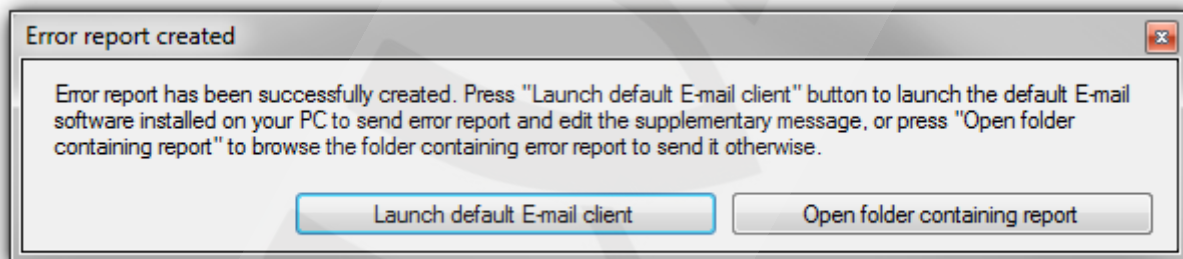 Error report created
Error report has been successfully created. Press "Launch default E-mail client" button to launch the default E-mail
software installed on your PC to send error report and edit the supplementary message, or press "Open folder
containing report" to browse the folder containing error report to send it otherwise.
Launch default E-mail client
Open folder containing report